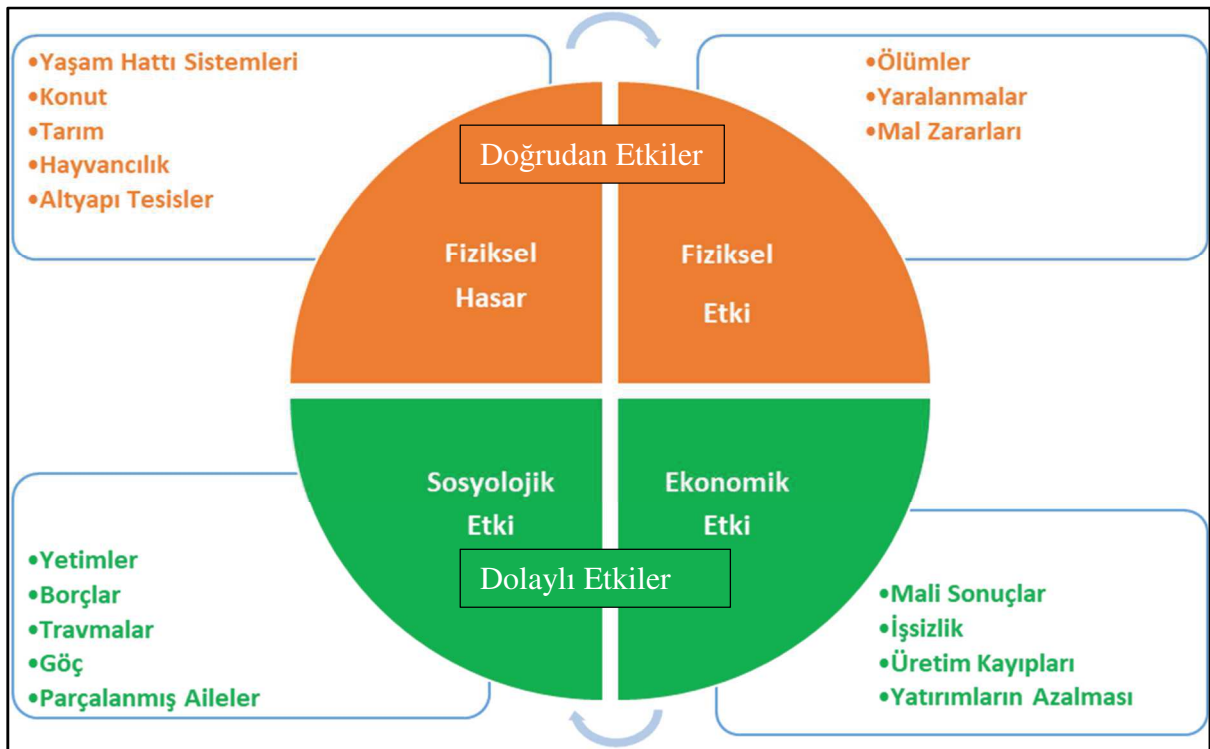 •Yaşam Hattı Sistemleri
•Konut
•Tarım
•Hayvancılık
•Altyapı Tesisler
•Ölümler
•Yaralanmalar
•Mal Zararları
Doğrudan Etkiler
Fiziksel
Hasar
Fiziksel
Etki
Sosyolojik
Etki
Ekonomik
Etki
Dolaylı Etkiler
•Yetimler
•Borçlar
•Travmalar
•Göç
•Parçalanmış Aileler
•Mali Sonuçlar
•İşsizlik
•Üretim Kayıpları
•Yatırımların Azalması